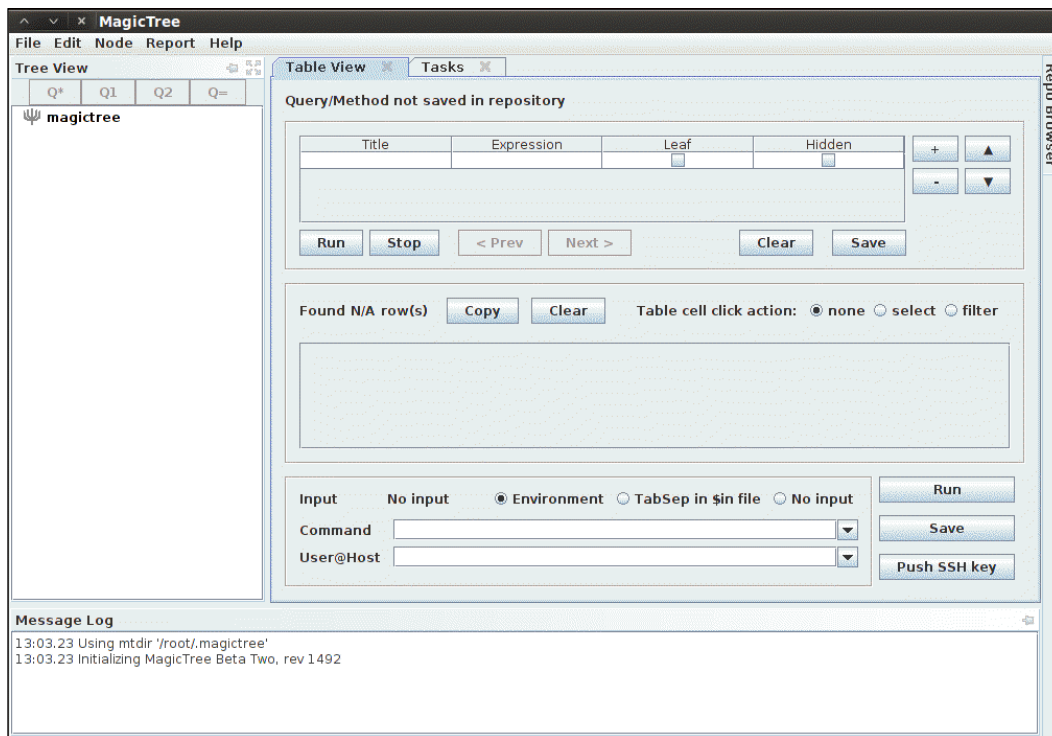 MagicTree
File Edit Node Report Help
Tree View
Q* Q1 Q2 Q=
magictree
Table View Tasks
Query/Method not saved in repository
Title Expression Leaf Hidden
+
-
Run Stop < Prev Next > Clear Save
Found N/A row(s) Copy Clear Table cell click action: none select filter
Input No input Environment TabSep in $in file No input
Command
User@Host
Run
Save
Push SSH key
Repo Browser
Message Log
13:03.23 Using mtdir '/root/.magictree'
13:03.23 Initializing MagicTree Beta Two, rev 1492